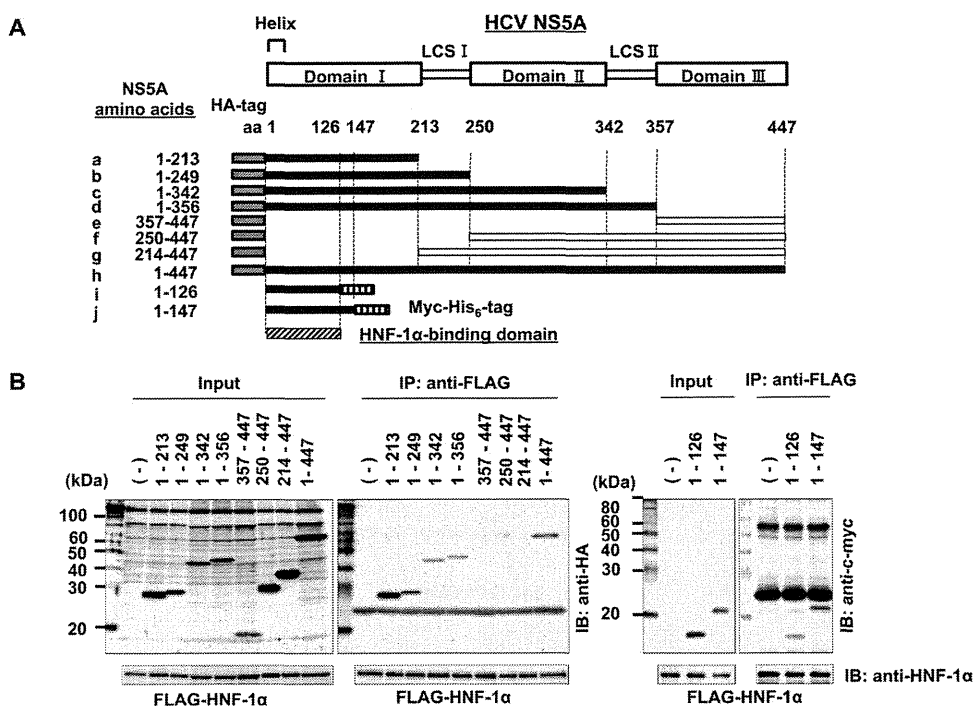 A
HCV NS5A
Helix
LCS I
LCS II
Domain I
Domain II
Domain III
NS5A
amino acids
HA-tag
aa 1 126 147 213 250 342 357 447
a 1-213
b 1-249
c 1-342
d 1-356
e 357-447
f 250-447
g 214-447
h 1-447
i 1-126
j 1-147
Myc-His6-tag
HNF-1α-binding domain
B
Input
IP: anti-FLAG
Input
IP: anti-FLAG
(-)
1 - 213
1 - 249
1 - 342
1 - 356
357 - 447
250 - 447
214 - 447
1 - 447
(-)
1 - 213
1 - 249
1 - 342
1 - 356
357 - 447
250 - 447
214 - 447
1 - 447
(-)
1 - 126
1 - 147
(-)
1 - 126
1 - 147
(kDa)
100
60
50
40
30
20
IB: anti-HA
(kDa)
80
60
50
40
30
20
IB: anti-c-myc
IB: anti-HNF-1α
FLAG-HNF-1α
FLAG-HNF-1α
FLAG-HNF-1α